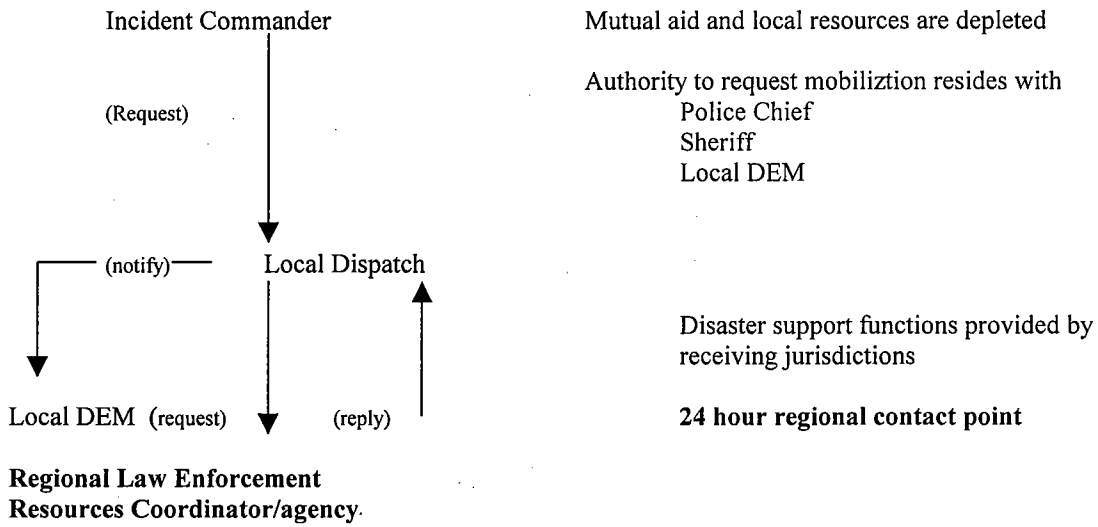 Incident Commander
Mutual aid and local resources are depleted
Authority to request mobiliztion resides with
(Request)
Police Chief
Sheriff
Local DEM
(notify)
Local Dispatch
Disaster support functions provided by
receiving jurisdictions
Local DEM (request)
(reply)
24 hour regional contact point
Regional Law Enforcement
Resources Coordinator/agency